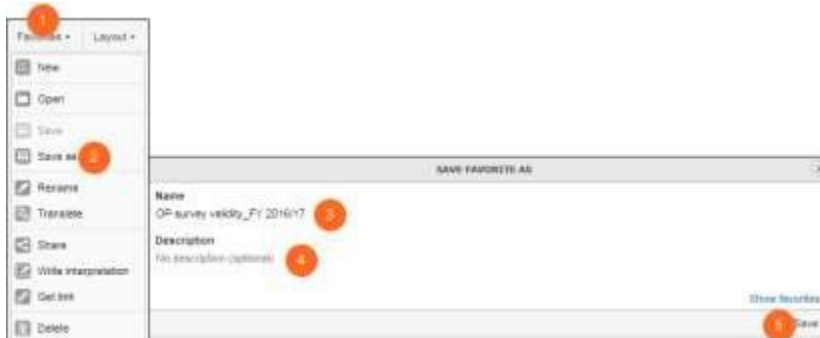 1
Favorites Layout
New
Open
Save
Save as 2
Rename
Translate
Share
Write interpretation
Get link
Delete
SAVE FAVORITE AS
Name
OP survey validity_FY 2016/17 3
Description
No description (optional) 4
Show favorites
5 Save